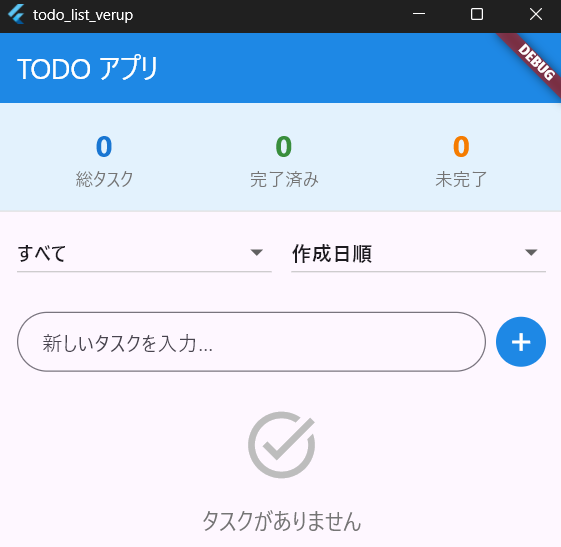 todo_list_verup
TODO アプリ
DEBUG
0 0 0
総タスク 完了済み 未完了
すべて 作成日順
新しいタスクを入力...
タスクがありません